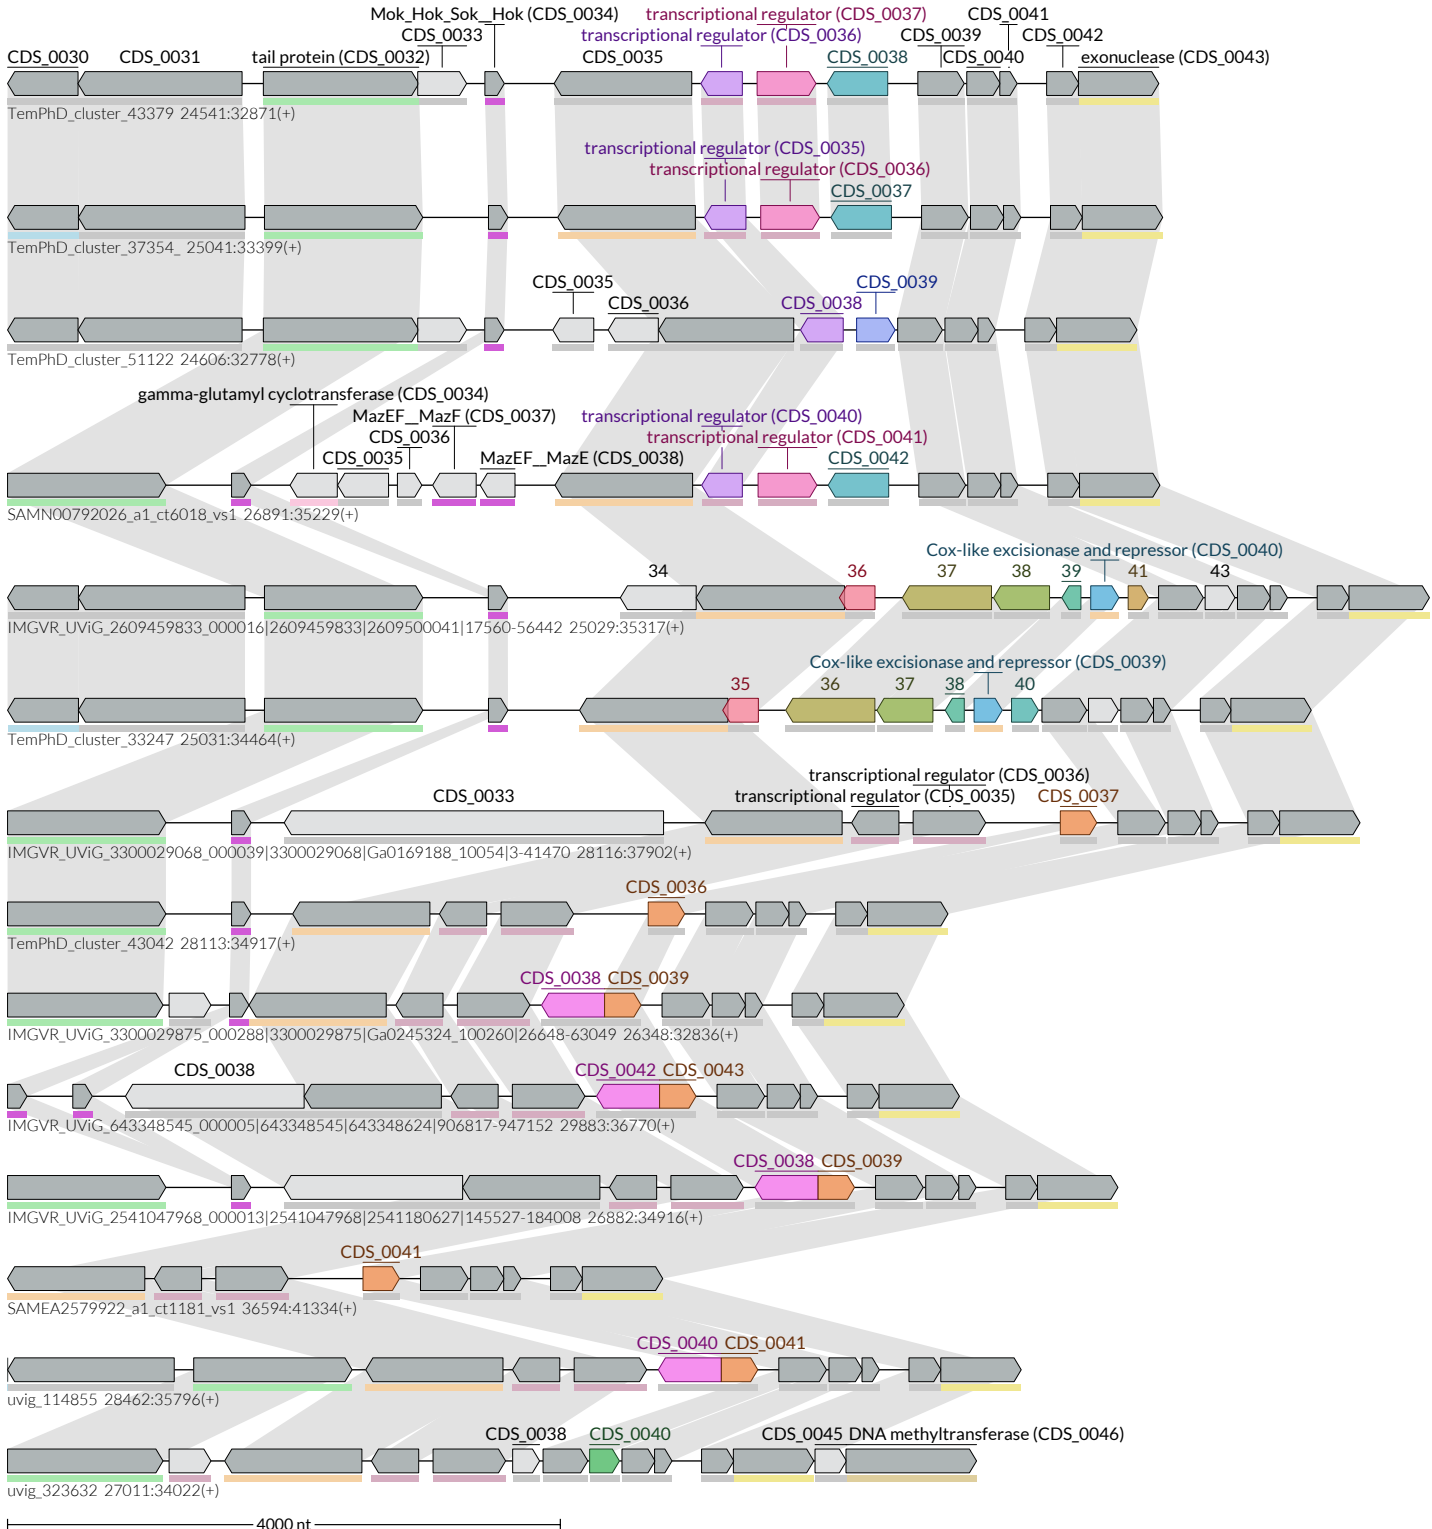 Mok_Hok_Sok__Hok (CDS_0034) transcriptional regulator (CDS_0037) CDS_0041
CDS_0033 transcriptional regulator (CDS_0036) CDS_0039 CDS_0042
CDS_0030 CDS_0031 tail protein (CDS_0032) CDS_0035 CDS_0038 CDS_0040 exonuclease (CDS_0043)
TemPhD_cluster_43379 24541:32871(+)
transcriptional regulator (CDS_0035)
transcriptional regulator (CDS_0036)
CDS_0037
TemPhD_cluster_37354_ 25041:33399(+)
CDS_0035 CDS_0039
CDS_0036 CDS_0038
TemPhD_cluster_51122 24606:32778(+)
gamma-glutamyl cyclotransferase (CDS_0034)
MazEF__MazF (CDS_0037) transcriptional regulator (CDS_0040)
CDS_0036 transcriptional regulator (CDS_0041)
CDS_0035 MazEF__MazE (CDS_0038) CDS_0042
SAMN00792026_a1_ct6018_vs1 26891:35229(+)
Cox-like excisionase and repressor (CDS_0040)
34 36 37 38 39 41 43
IMGVR_UViG_2609459833_000016|2609459833|2609500041|17560-56442 25029:35317(+)
Cox-like excisionase and repressor (CDS_0039)
35 36 37 38 40
TemPhD_cluster_33247 25031:34464(+)
transcriptional regulator (CDS_0036)
CDS_0033 transcriptional regulator (CDS_0035) CDS_0037
IMGVR_UViG_3300029068_000039|3300029068|Ga0169188_10054|3-41470 28116:37902(+)
CDS_0036
TemPhD_cluster_43042 28113:34917(+)
CDS_0038 CDS_0039
IMGVR_UViG_3300029875_000288|3300029875|Ga0245324_100260|26648-63049 26348:32836(+)
CDS_0038 CDS_0042 CDS_0043
IMGVR_UViG_643348545_000005|643348545|643348624|906817-947152 29883:36770(+)
CDS_0038 CDS_0039
IMGVR_UViG_2541047968_000013|2541047968|2541180627|145527-184008 26882:34916(+)
CDS_0041
SAMEA2579922_a1_ct1181_vs1 36594:41334(+)
CDS_0040 CDS_0041
uvig_114855 28462:35796(+)
CDS_0038 CDS_0040 CDS_0045 DNA methyltransferase (CDS_0046)
uvig_323632 27011:34022(+)
4000 nt